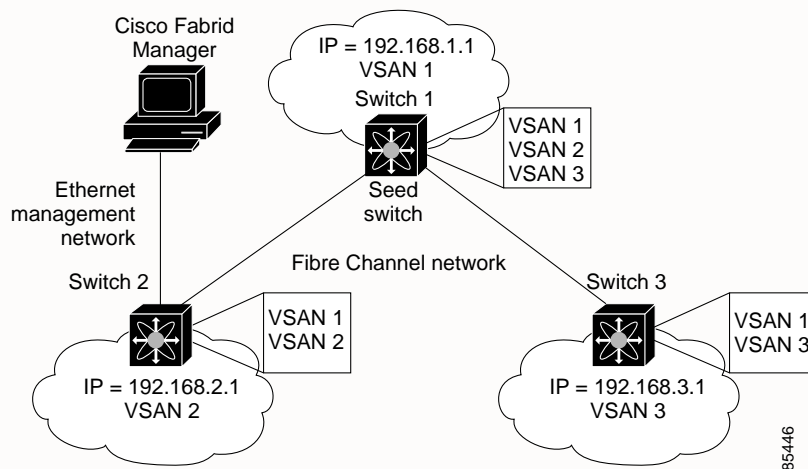 Cisco Fabrid
Manager
IP = 192.168.1.1
VSAN 1
Switch 1
VSAN 1
VSAN 2
VSAN 3
Seed
switch
Ethernet
management
network
Fibre Channel network
Switch 2
VSAN 1
VSAN 2
IP = 192.168.2.1
VSAN 2
Switch 3
VSAN 1
VSAN 3
IP = 192.168.3.1
VSAN 3
85446